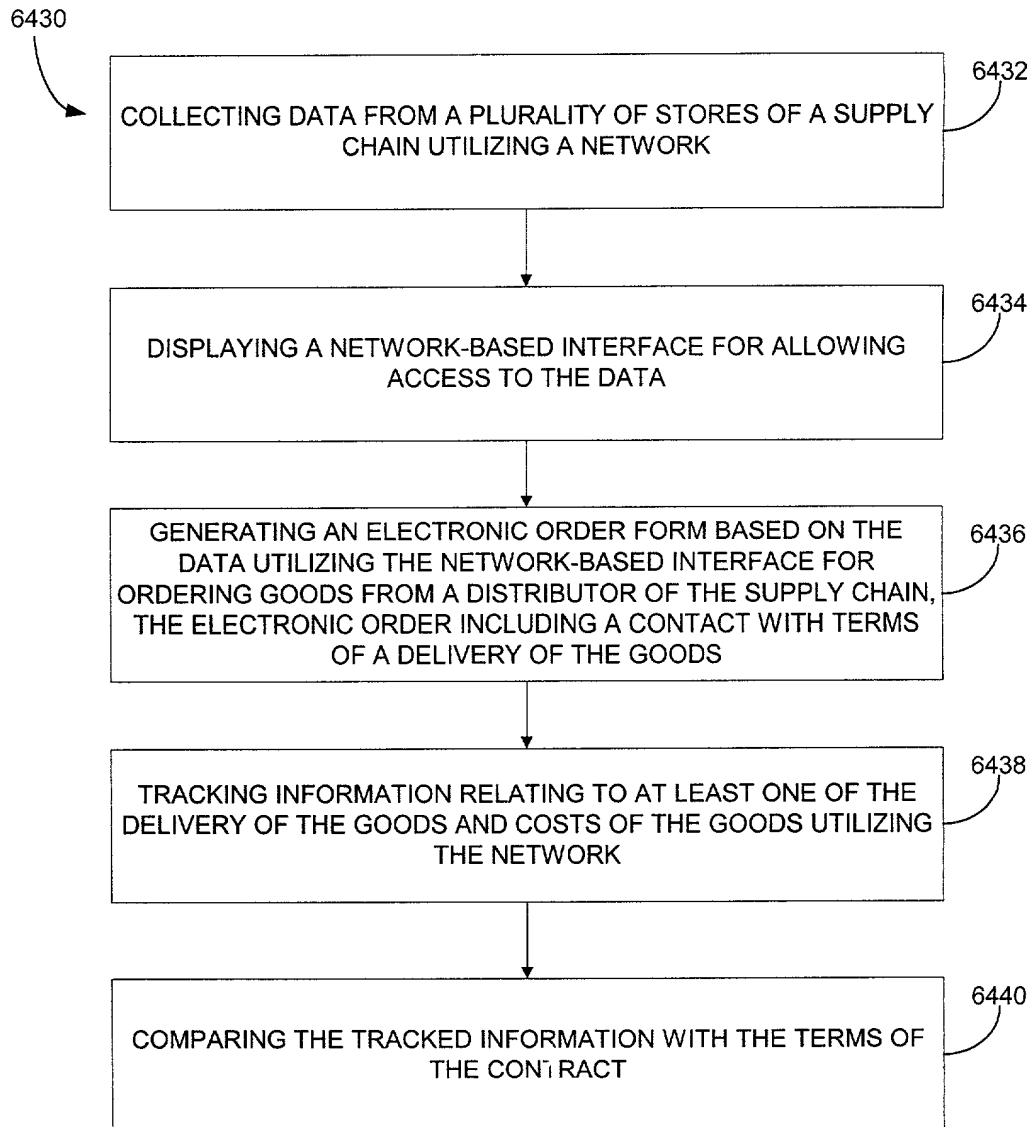 6430
6432
COLLECTING DATA FROM A PLURALITY OF STORES OF A SUPPLY
CHAIN UTILIZING A NETWORK
6434
DISPLAYING A NETWORK-BASED INTERFACE FOR ALLOWING
ACCESS TO THE DATA
GENERATING AN ELECTRONIC ORDER FORM BASED ON THE
DATA UTILIZING THE NETWORK-BASED INTERFACE FOR
6436
ORDERING GOODS FROM A DISTRIBUTOR OF THE SUPPLY CHAIN,
THE ELECTRONIC ORDER INCLUDING A CONTACT WITH TERMS
OF A DELIVERY OF THE GOODS
6438
TRACKING INFORMATION RELATING TO AT LEAST ONE OF THE
DELIVERY OF THE GOODS AND COSTS OF THE GOODS UTILIZING
THE NETWORK
6440
COMPARING THE TRACKED INFORMATION WITH THE TERMS OF
THE CONTRACT